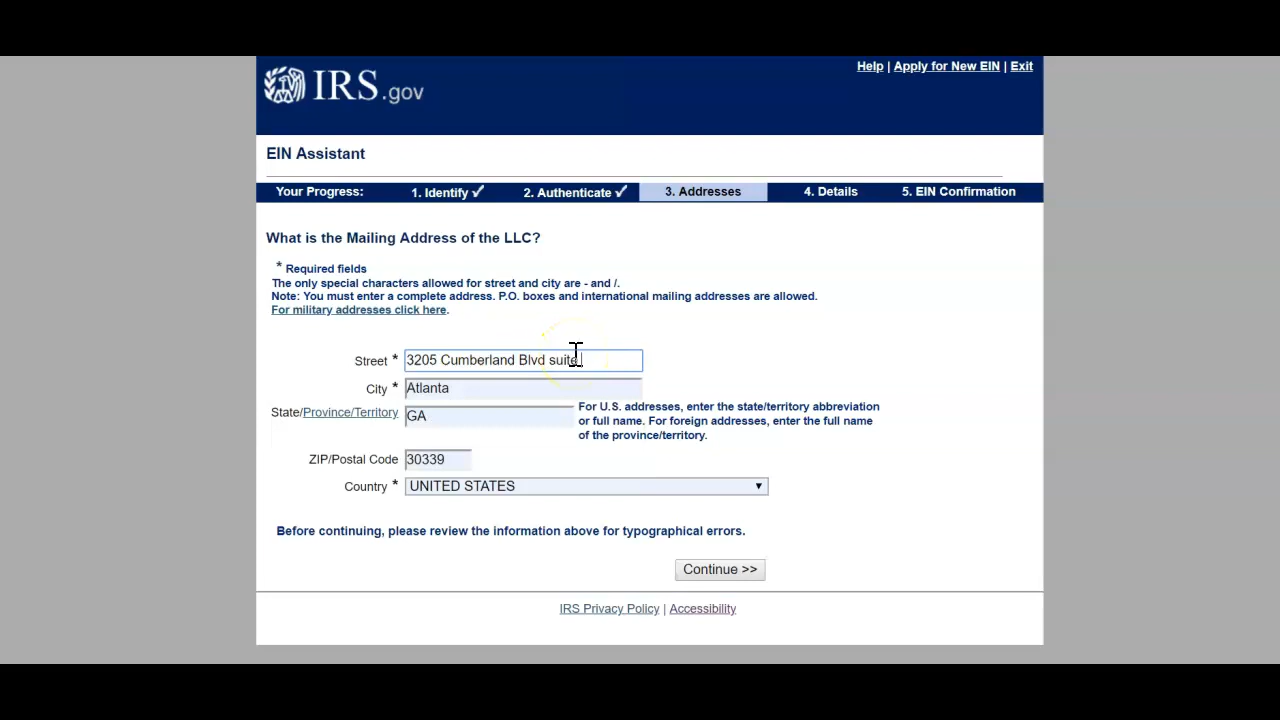 IRS.gov
Help | Apply for New EIN | Exit
EIN Assistant
Your Progress: 1. Identify ✓ 2. Authenticate ✓ 3. Addresses 4. Details 5. EIN Confirmation
What is the Mailing Address of the LLC?
* Required fields
The only special characters allowed for street and city are - and /.
Note: You must enter a complete address. P.O. boxes and international mailing addresses are allowed.
For military addresses click here.
Street * 3205 Cumberland Blvd suite
City * Atlanta
State/Province/Territory GA
For U.S. addresses, enter the state/territory abbreviation
or full name. For foreign addresses, enter the full name
of the province/territory.
ZIP/Postal Code 30339
Country * UNITED STATES
Before continuing, please review the information above for typographical errors.
Continue >>
IRS Privacy Policy | Accessibility